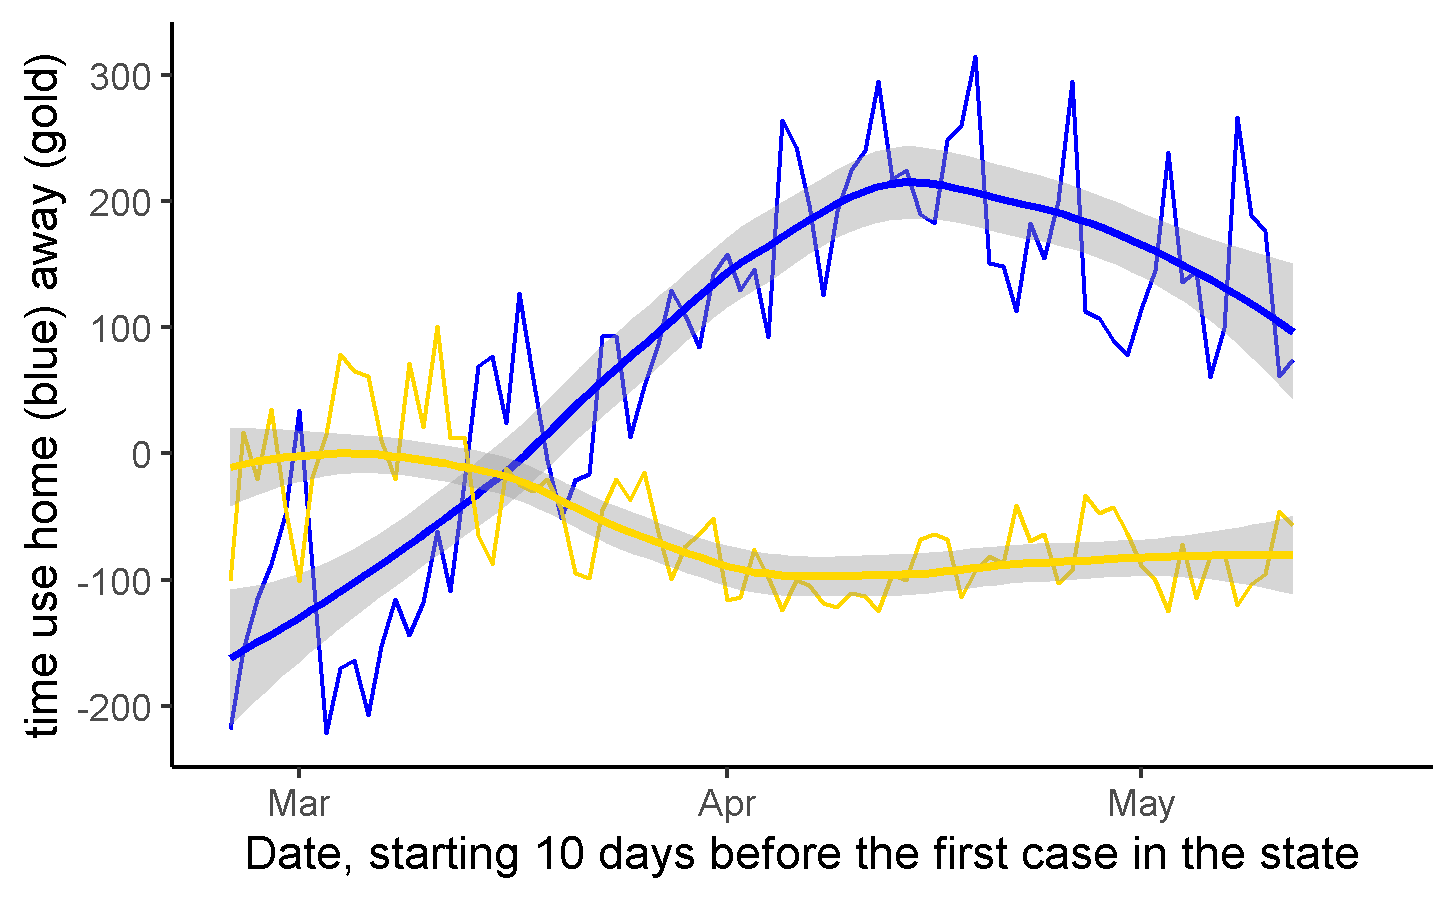 time use home (blue) away (gold)
300
200
100
0
-100
-200
Mar Apr May
Date, starting 10 days before the first case in the state